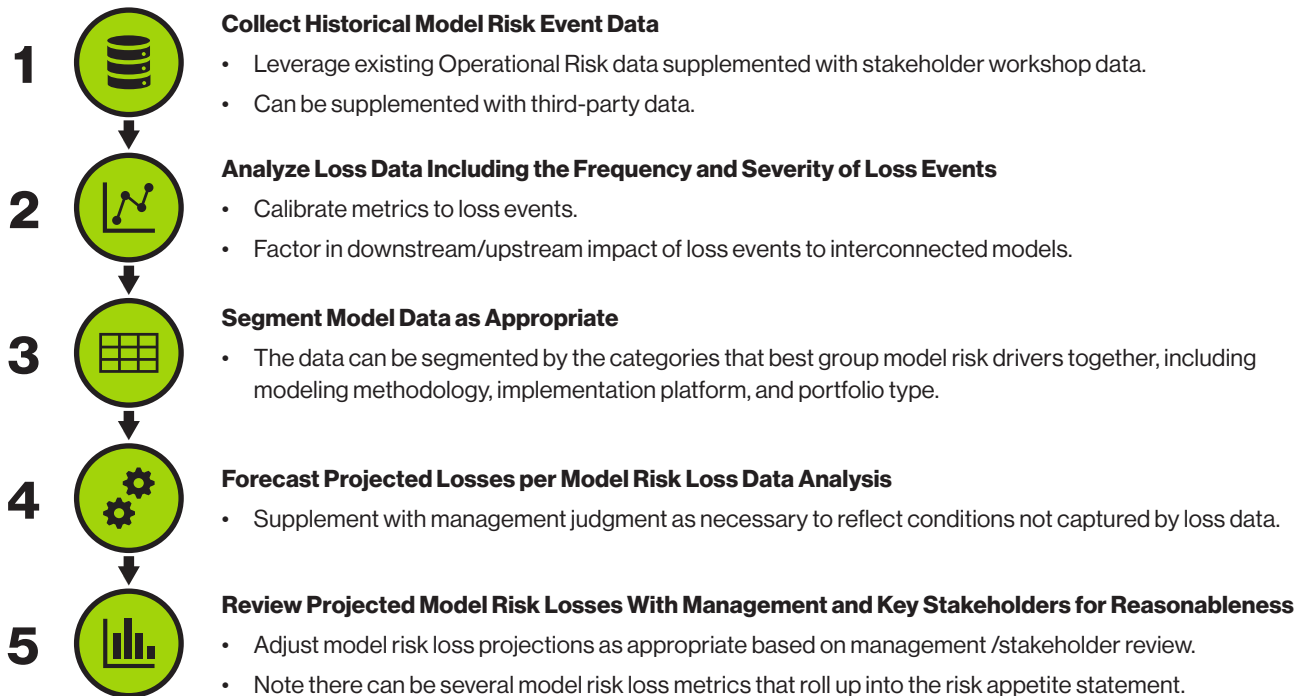 1
Collect Historical Model Risk Event Data
• Leverage existing Operational Risk data supplemented with stakeholder workshop data.
• Can be supplemented with third-party data.
2
Analyze Loss Data Including the Frequency and Severity of Loss Events
• Calibrate metrics to loss events.
• Factor in downstream/upstream impact of loss events to interconnected models.
3
Segment Model Data as Appropriate
• The data can be segmented by the categories that best group model risk drivers together, including
modeling methodology, implementation platform, and portfolio type.
4
Forecast Projected Losses per Model Risk Loss Data Analysis
• Supplement with management judgment as necessary to reflect conditions not captured by loss data.
5
Review Projected Model Risk Losses With Management and Key Stakeholders for Reasonableness
• Adjust model risk loss projections as appropriate based on management /stakeholder review.
• Note there can be several model risk loss metrics that roll up into the risk appetite statement.